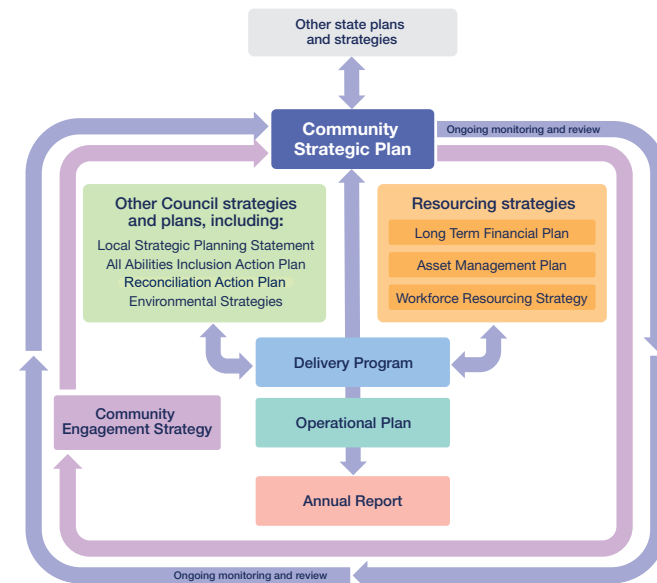 Other state plans
and strategies
Community
Strategic Plan
Ongoing monitoring and review
Other Council strategies
and plans, including:
Local Strategic Planning Statement
All Abilities Inclusion Action Plan
Reconciliation Action Plan
Environmental Strategies
Resourcing strategies
Long Term Financial Plan
Asset Management Plan
Workforce Resourcing Strategy
Delivery Program
Community
Engagement Strategy
Operational Plan
Annual Report
Ongoing monitoring and review